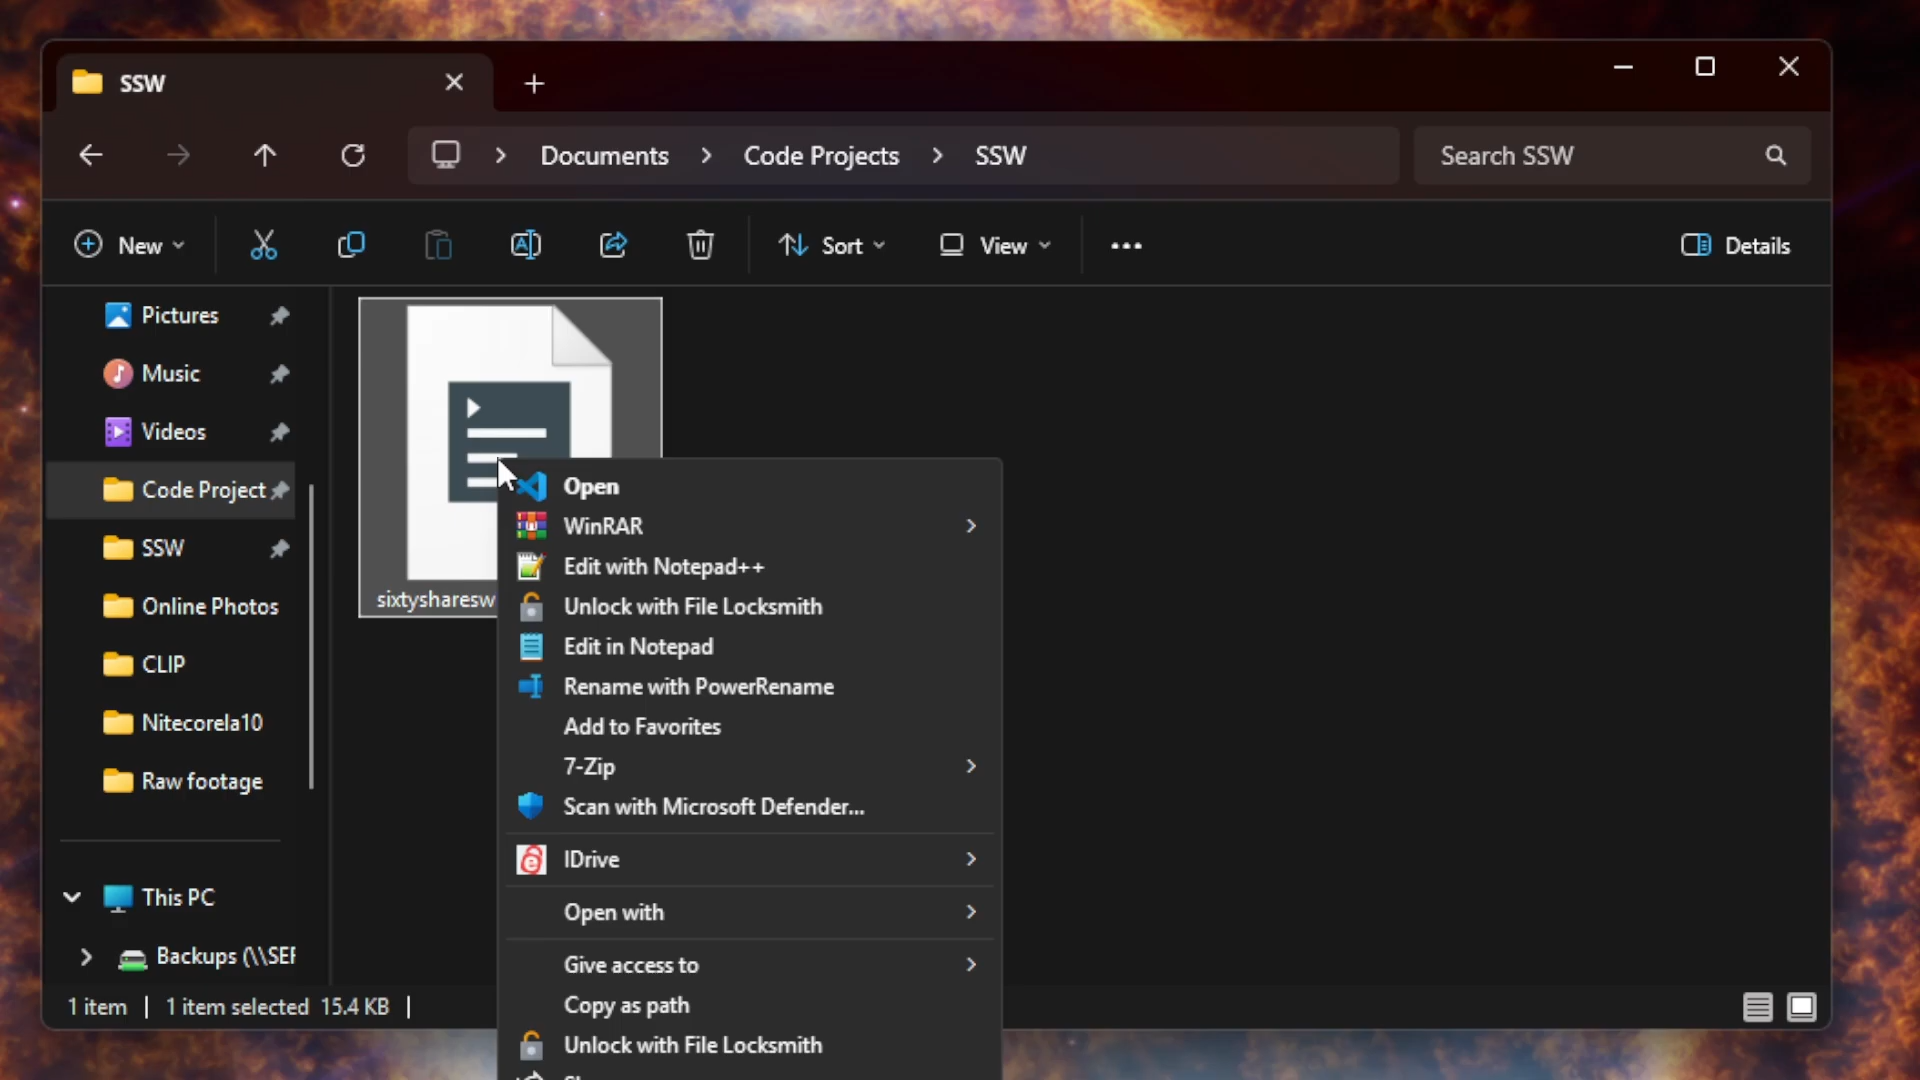 SSW
Documents > Code Projects > SSW
Search SSW
New
Sort
View
Details
Pictures
Music
Videos
Code Project
SSW
Online Photos
CLIP
Nitecorela10
Raw footage
This PC
Backups (\\SEF
sixtysharesw
Open
WinRAR
Edit with Notepad++
Unlock with File Locksmith
Edit in Notepad
Rename with PowerRename
Add to Favorites
7-Zip
Scan with Microsoft Defender...
IDrive
Open with
Give access to
Copy as path
Unlock with File Locksmith
1 item | 1 item selected 15.4 KB |